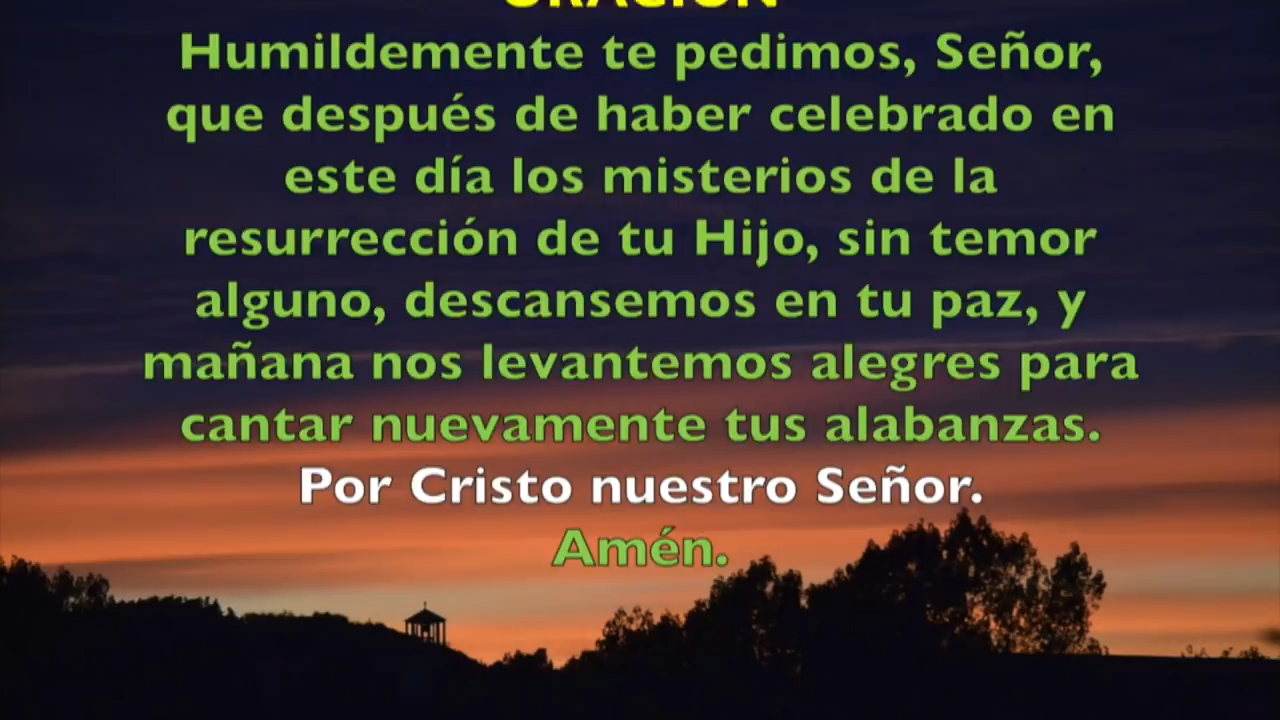 ORACIÓN
Humildemente te pedimos, Señor,
que después de haber celebrado en
este día los misterios de la
resurrección de tu Hijo, sin temor
alguno, descansemos en tu paz, y
mañana nos levantemos alegres para
cantar nuevamente tus alabanzas.
Por Cristo nuestro Señor.
Amén.